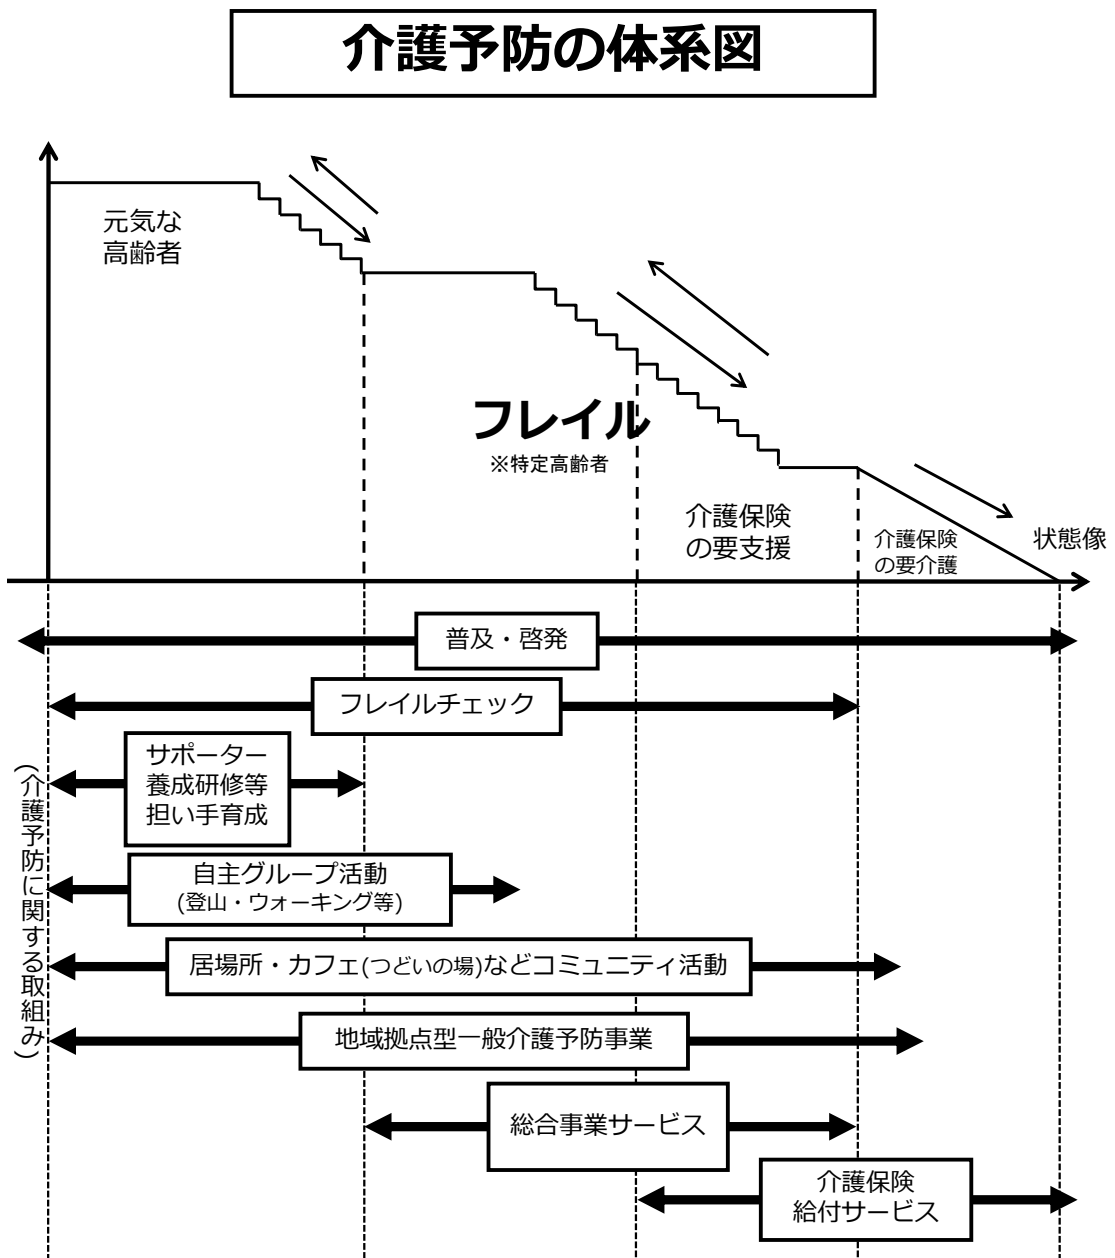 介護予防の体系図
元気な
高齢者
フレイル
※特定高齢者
介護保険
の要支援
介護保険
の要介護
状態像
(介護予防に関する取組み)
普及・啓発
フレイルチェック
サポーター
養成研修等
担い手育成
自主グループ活動
(登山・ウォーキング等)
居場所・カフェ(つどいの場)などコミュニティ活動
地域拠点型一般介護予防事業
総合事業サービス
介護保険
給付サービス